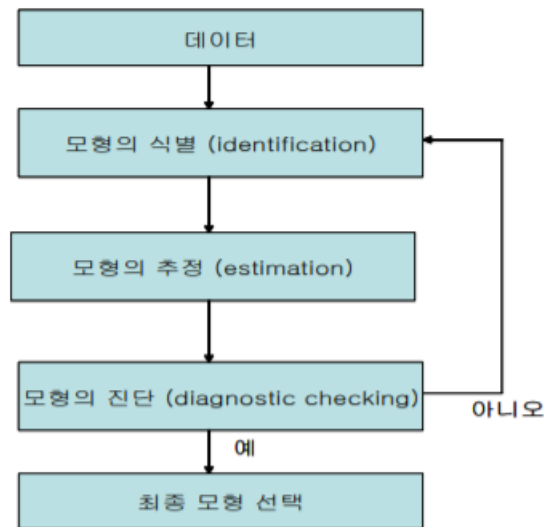 데이터
모형의 식별 (identification)
모형의 추정 (estimation)
모형의 진단 (diagnostic checking)
아니오
예
최종 모형 선택